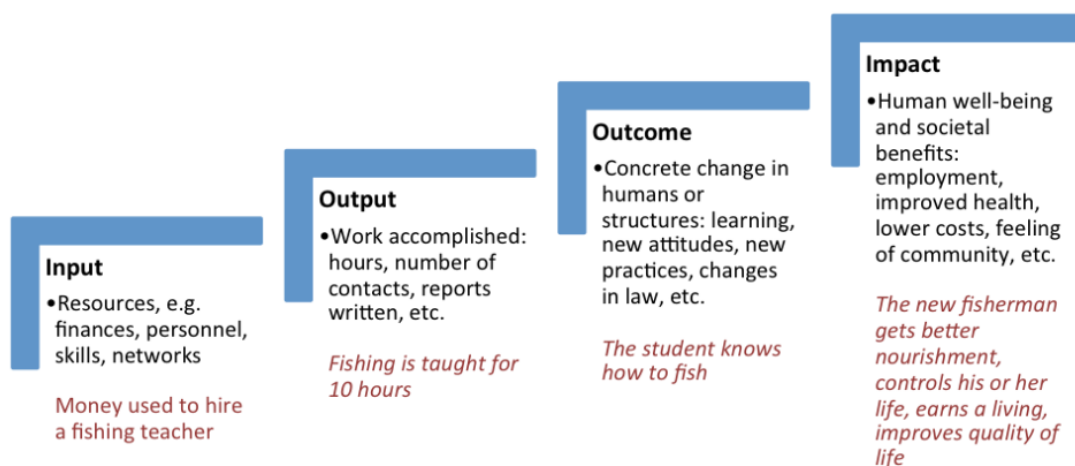 Input
•Resources, e.g.
finances, personnel,
skills, networks
Money used to hire
a fishing teacher
Output
•Work accomplished:
hours, number of
contacts, reports
written, etc.
Fishing is taught for
10 hours
Outcome
•Concrete change in
humans or
structures: learning,
new attitudes, new
practices, changes
in law, etc.
The student knows
how to fish
Impact
•Human well-being
and societal
benefits:
employment,
improved health,
lower costs, feeling
of community, etc.
The new fisherman
gets better
nourishment,
controls his or her
life, earns a living,
improves quality of
life